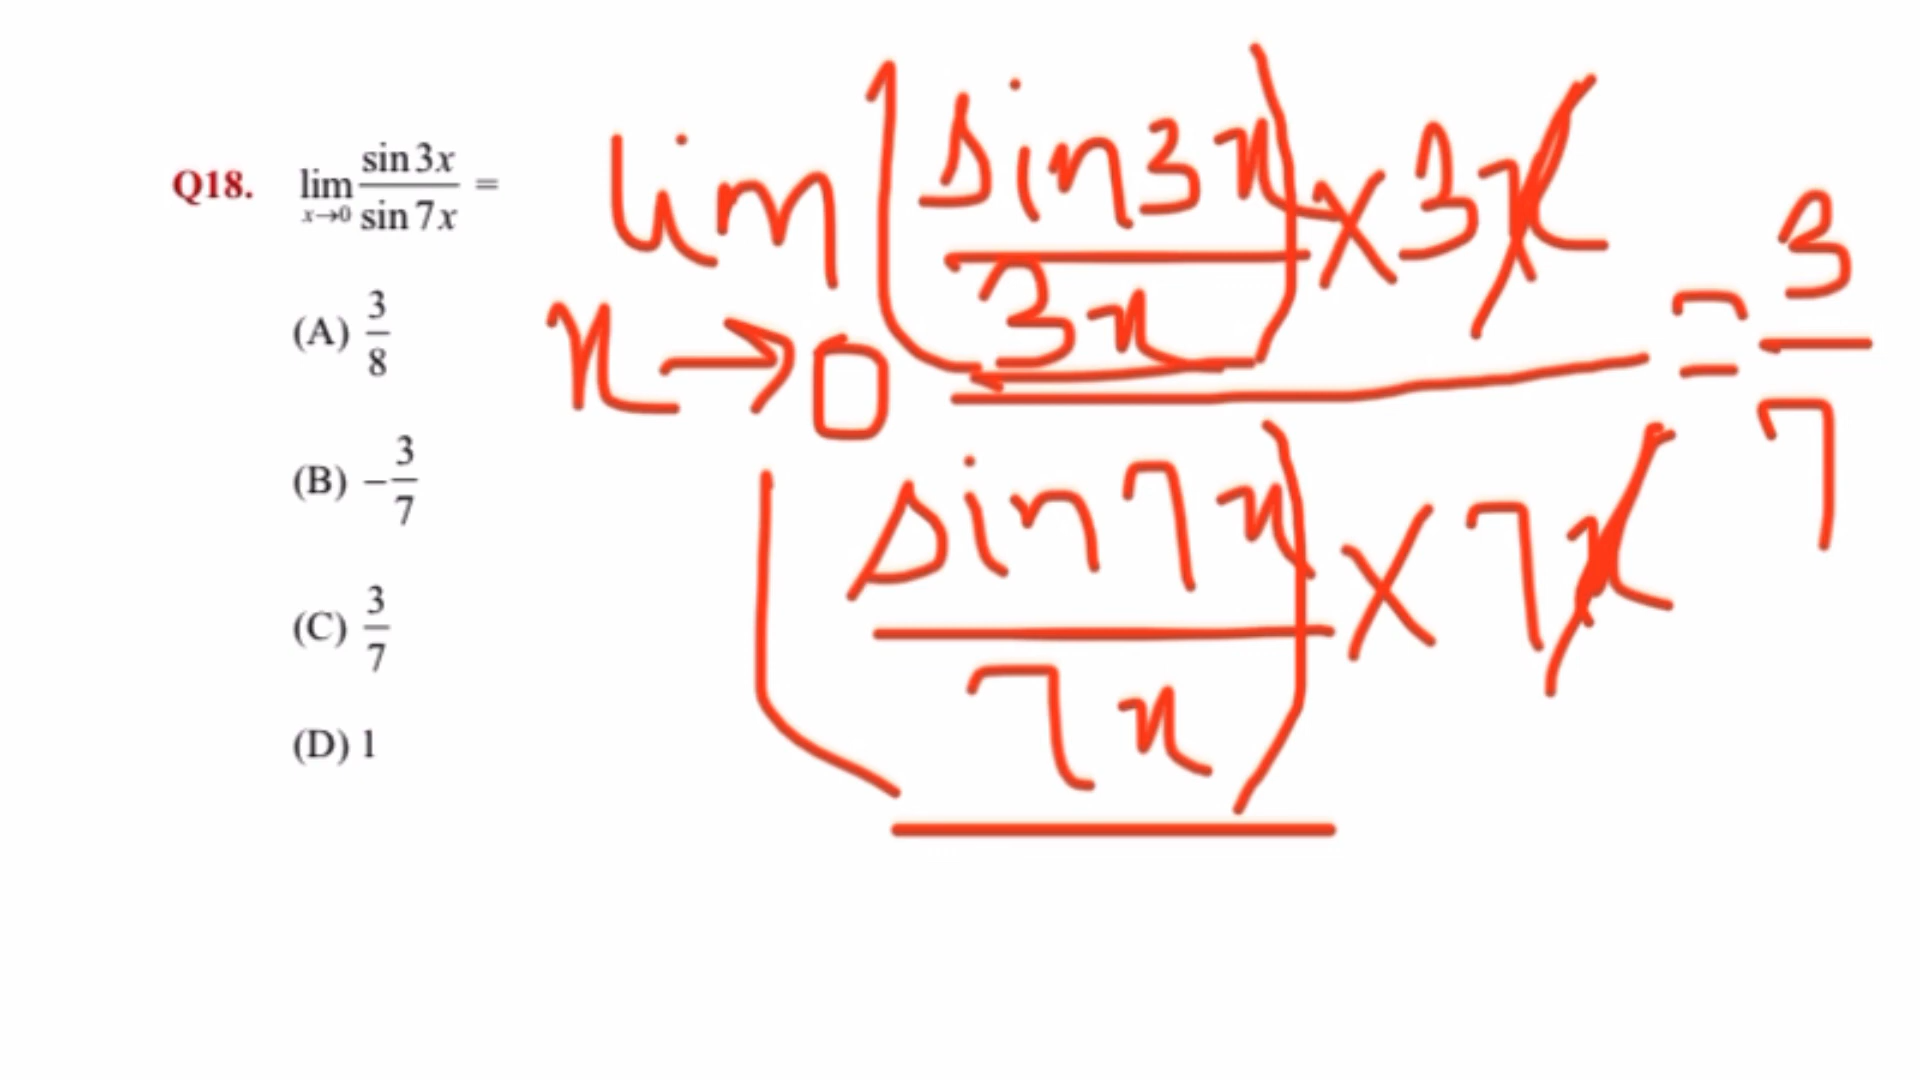 Q18. lim x→0 sin 3x / sin 7x =
(A) 3/8
(B) −3/7
(C) 3/7
(D) 1
lim x→0 (sin3x / 3x) × 3x / (sin7x / 7x) × 7x = 3/7